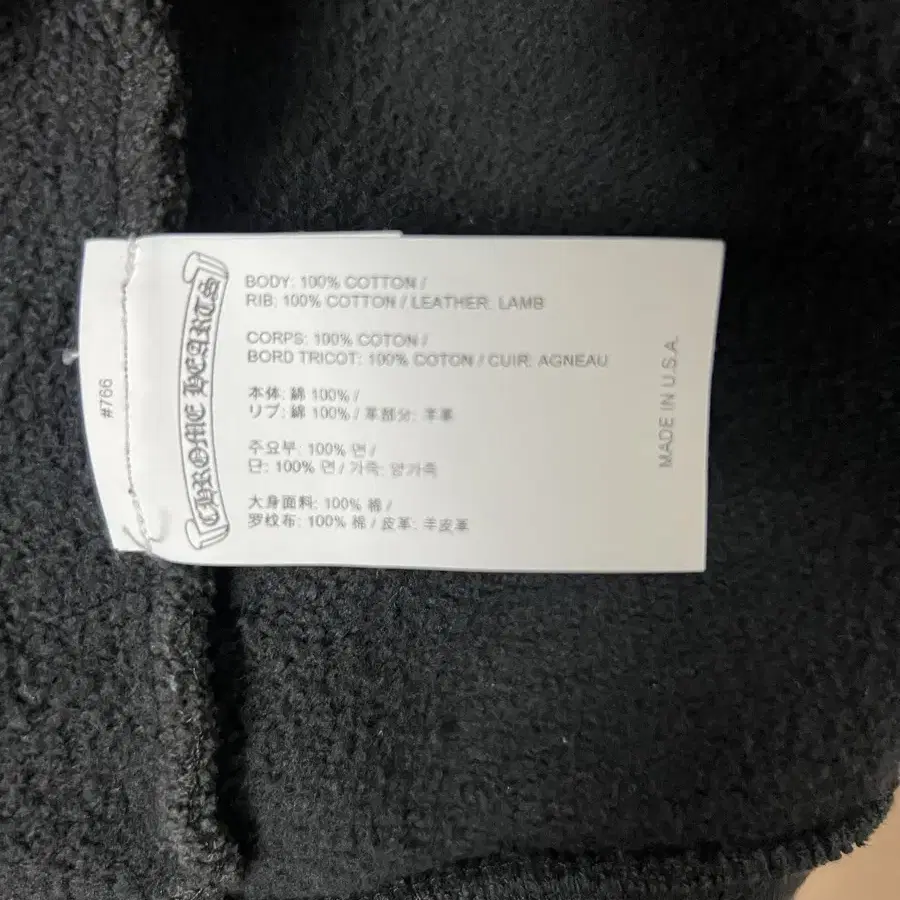 #766
CHROME HEARTS
BODY: 100% COTTON /
RIB: 100% COTTON / LEATHER: LAMB
CORPS: 100% COTON /
BORD TRICOT: 100% COTON / CUIR: AGNEAU
本体: 綿 100% /
リブ: 綿 100% / 革部分: 羊革
주요부: 100% 면 /
단: 100% 면 / 가죽: 양가죽
大身面料: 100% 棉 /
罗纹布: 100% 棉 / 皮革: 羊皮革
MADE IN U.S.A.